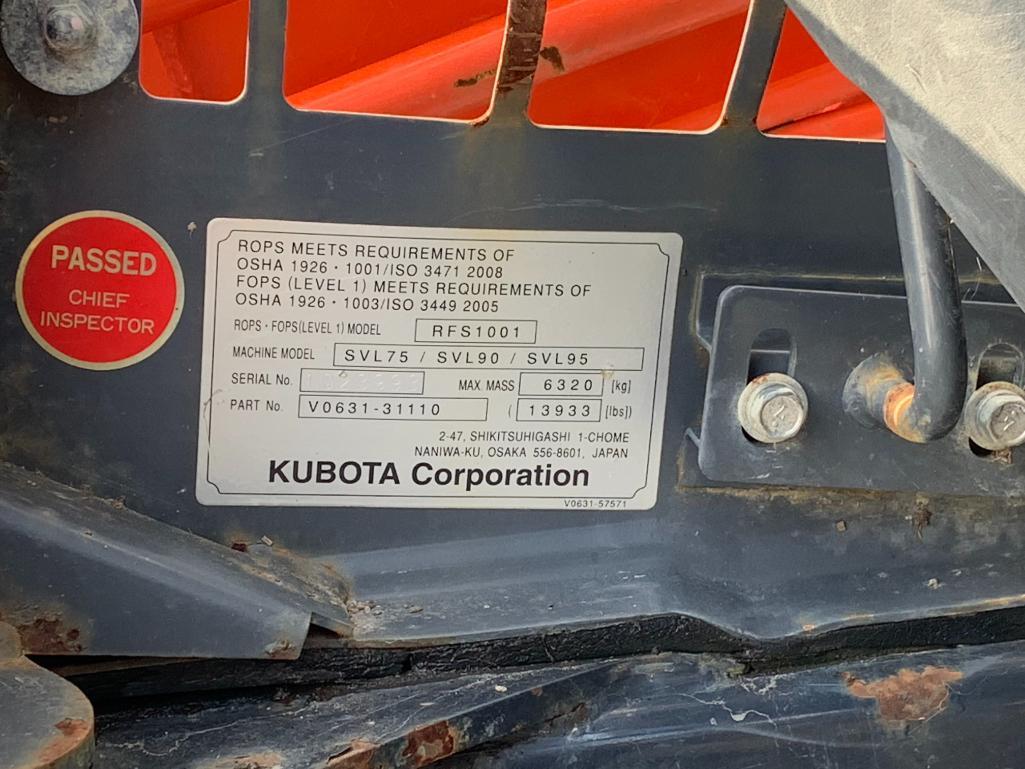 PASSED
CHIEF
INSPECTOR
ROPS MEETS REQUIREMENTS OF
OSHA 1926・1001/ISO 3471 2008
FOPS (LEVEL 1) MEETS REQUIREMENTS OF
OSHA 1926・1003/ISO 3449 2005
ROPS・FOPS(LEVEL 1) MODEL RFS1001
MACHINE MODEL SVL75 / SVL90 / SVL95
SERIAL No. MAX. MASS 6320 [kg]
PART No. V0631-31110 ( 13933 [lbs])
2-47, SHIKITSUHIGASHI 1-CHOME
NANIWA-KU, OSAKA 556-8601, JAPAN
KUBOTA Corporation
V0631-57571